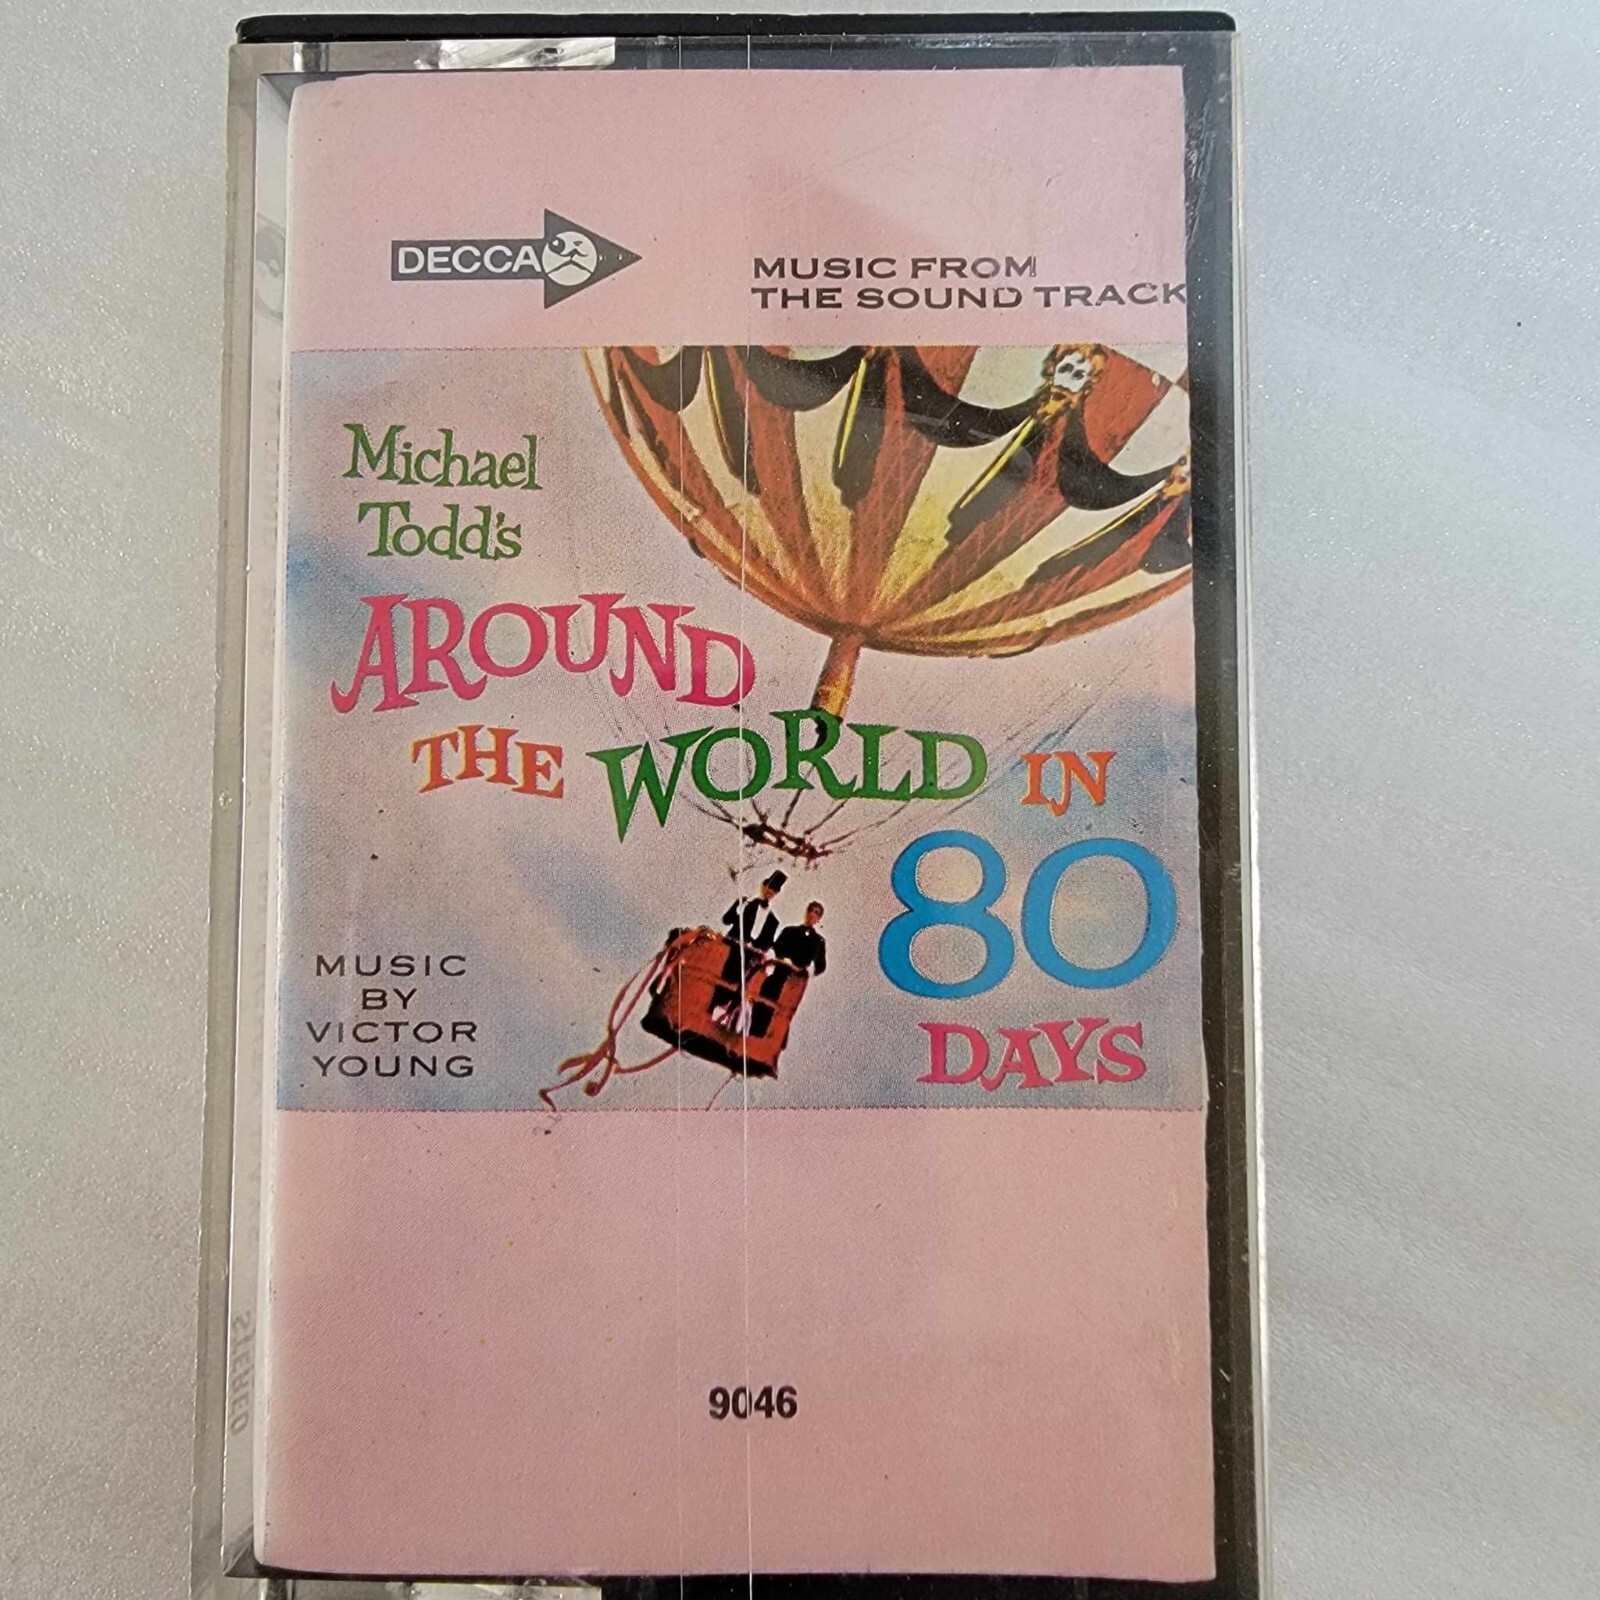 DECCA
MUSIC FROM
THE SOUND TRACK
Michael
Todd's
AROUND
THE WORLD IN
80
DAYS
MUSIC
BY
VICTOR
YOUNG
STEREO
9046